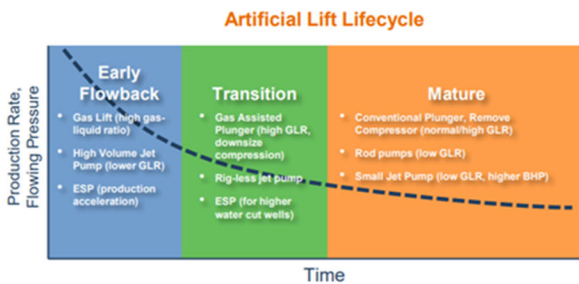 Artificial Lift Lifecycle
Production Rate,
Flowing Pressure
Early
Flowback
• Gas Lift (high gas-
liquid ratio)
• High Volume Jet
Pump (lower GLR)
• ESP (production
acceleration)
Transition
• Gas Assisted
Plunger (high GLR,
downsize
compression)
• Rig-less jet pump
• ESP (for higher
water cut wells)
Mature
• Conventional Plunger, Remove
Compressor (normal/high GLR)
• Rod pumps (low GLR)
• Small Jet Pump (low GLR, higher BHP)
Time